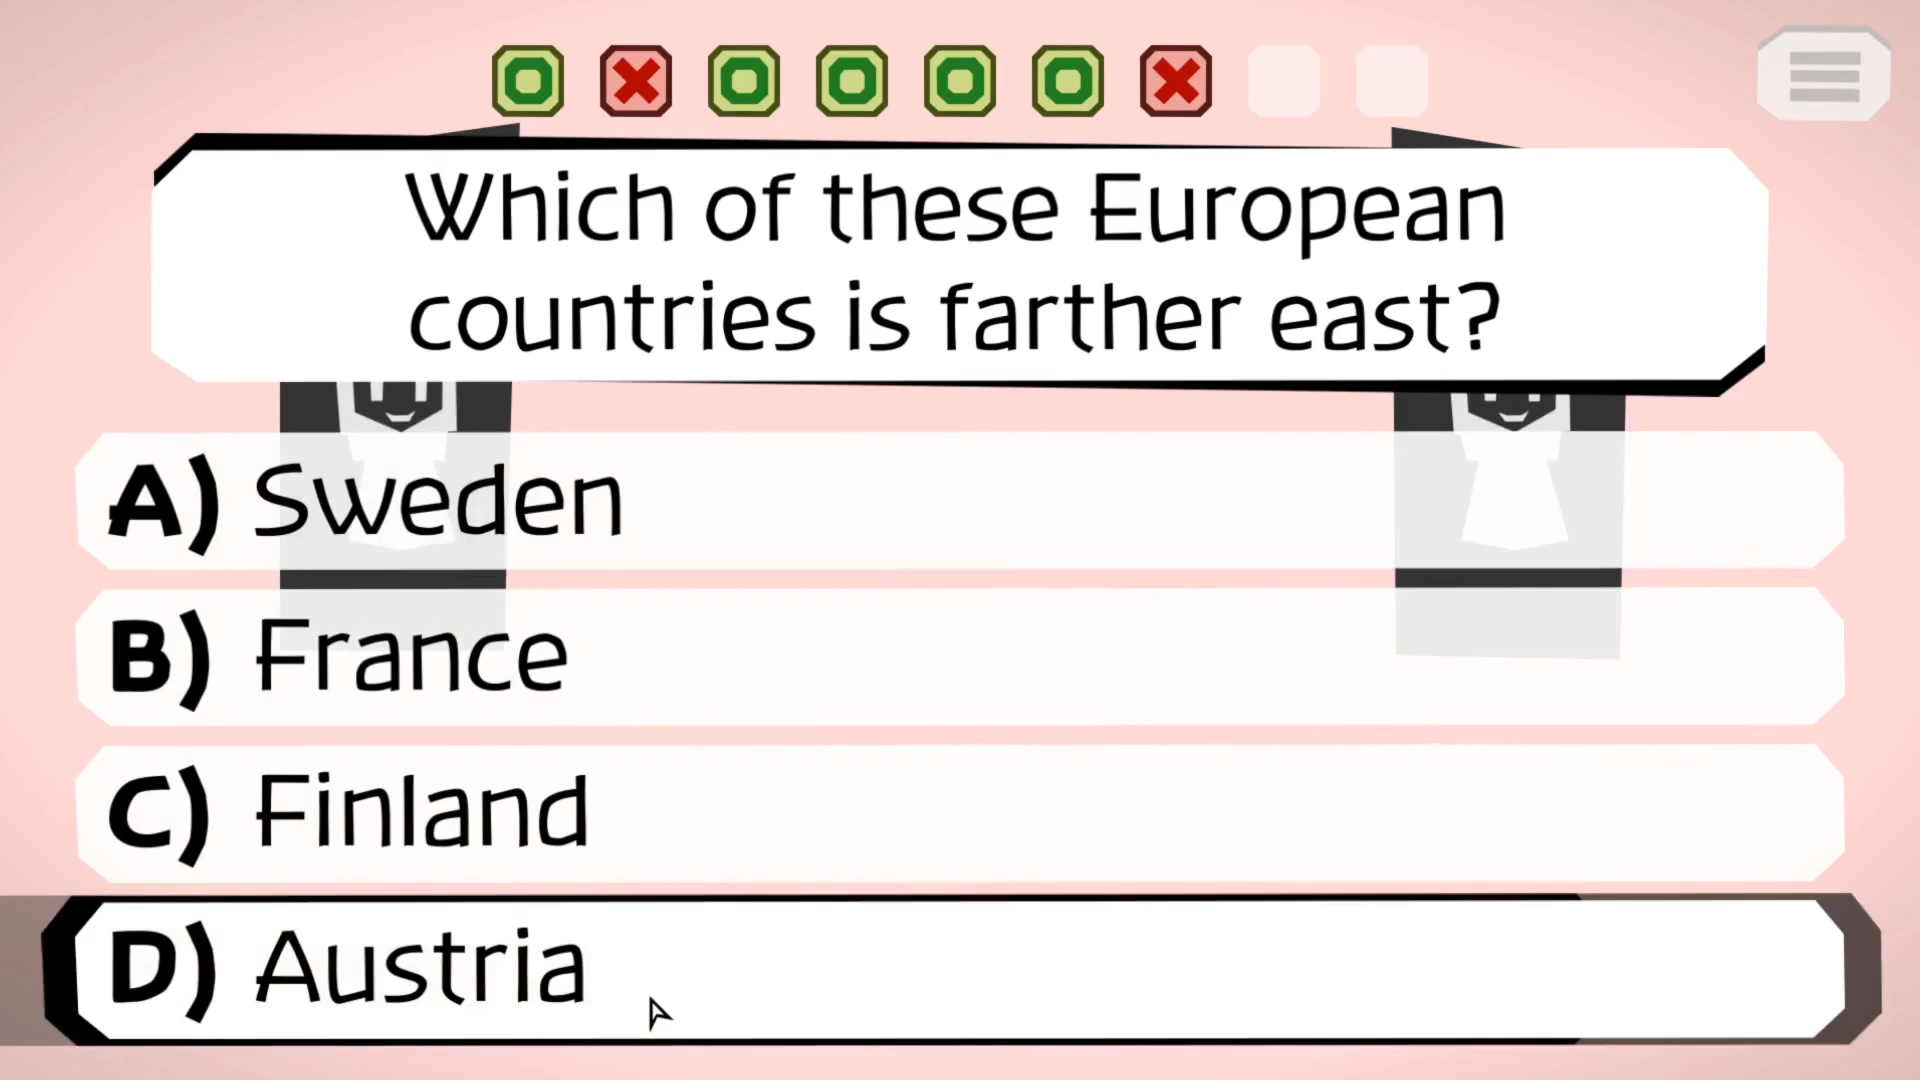 Which of these European
countries is farther east?
A) Sweden
B) France
C) Finland
D) Austria